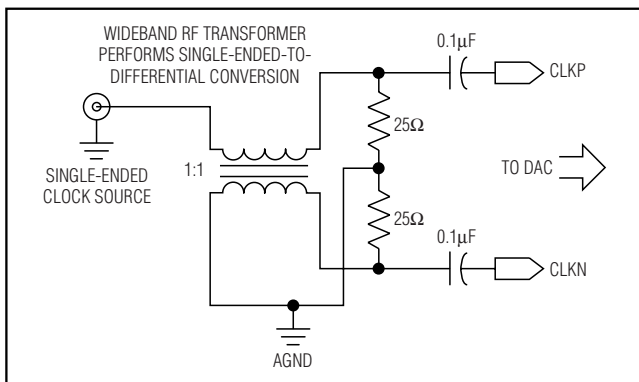 WIDEBAND RF TRANSFORMER
PERFORMS SINGLE-ENDED-TO-
DIFFERENTIAL CONVERSION
0.1μF
CLKP
25Ω
SINGLE-ENDED
CLOCK SOURCE
1:1
TO DAC
25Ω
0.1μF
CLKN
AGND